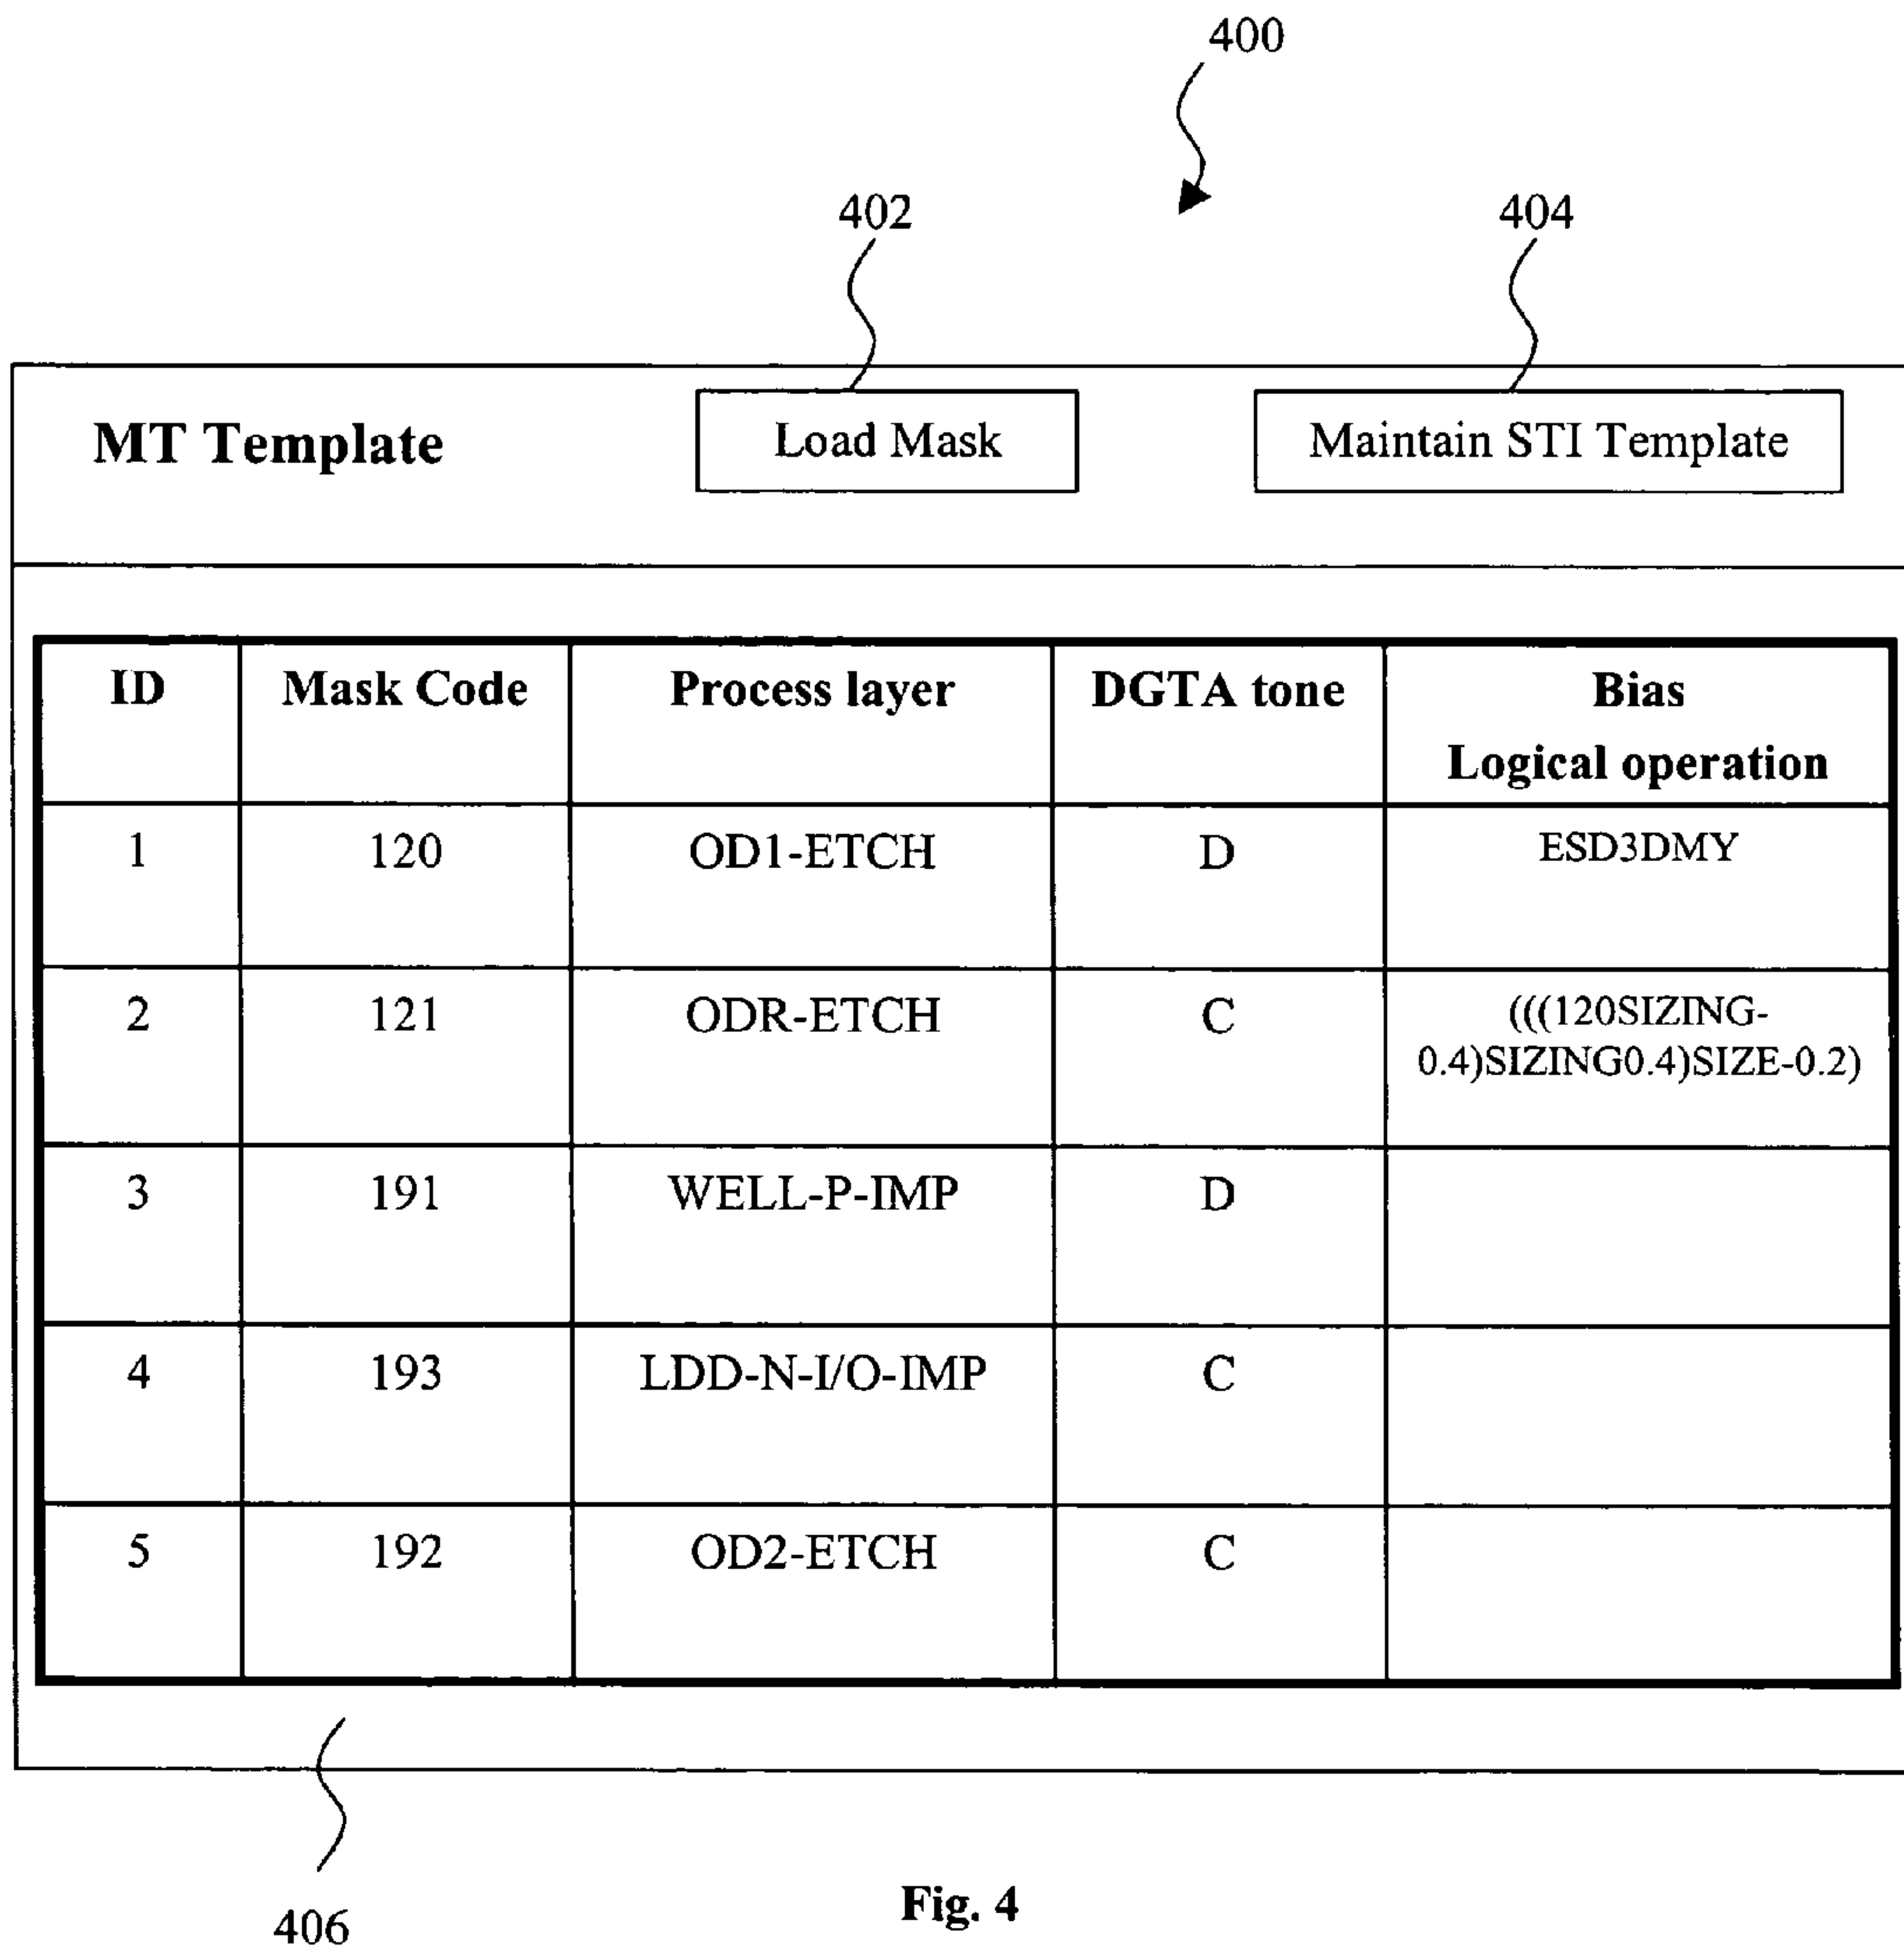 400
402
404
MT Template
Load Mask
Maintain STI Template
ID Mask Code Process layer DGTA tone Bias
Logical operation
1 120 OD1-ETCH D ESD3DMY
2 121 ODR-ETCH C (((120SIZING-
0.4)SIZING0.4)SIZE-0.2)
3 191 WELL-P-IMP D
4 193 LDD-N-I/O-IMP C
5 192 OD2-ETCH C
406
Fig. 4